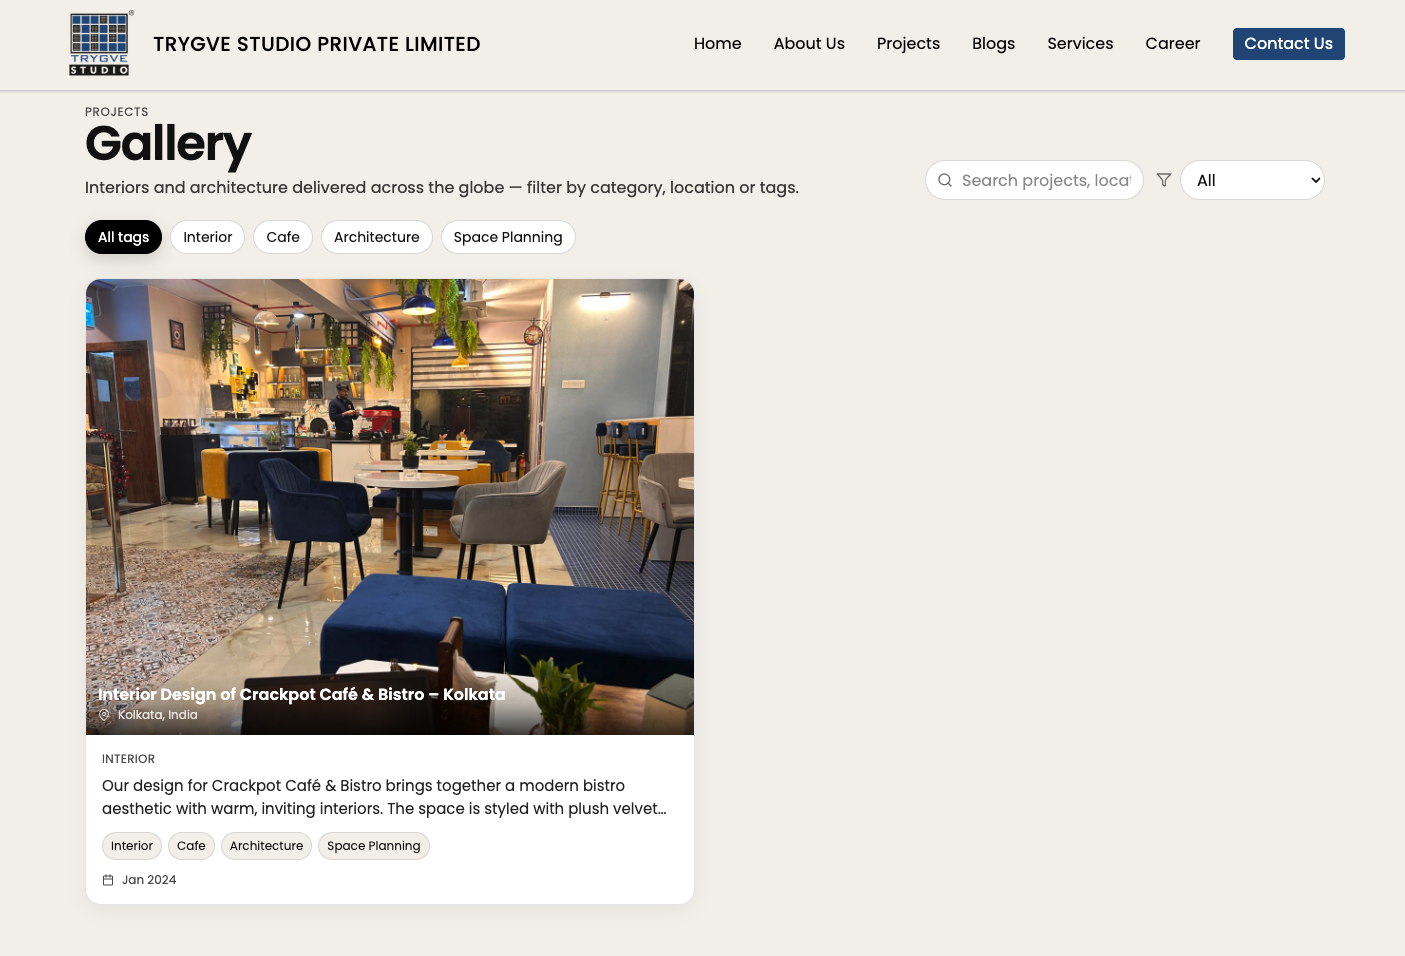 TRYGVE
STUDIO
TRYGVE STUDIO PRIVATE LIMITED
Home
About Us
Projects
Blogs
Services
Career
Contact Us
PROJECTS
Gallery
Interiors and architecture delivered across the globe — filter by category, location or tags.
Search projects, locat
All
All tags
Interior
Cafe
Architecture
Space Planning
Interior Design of Crackpot Café & Bistro – Kolkata
Kolkata, India
INTERIOR
Our design for Crackpot Café & Bistro brings together a modern bistro
aesthetic with warm, inviting interiors. The space is styled with plush velvet...
Interior
Cafe
Architecture
Space Planning
Jan 2024